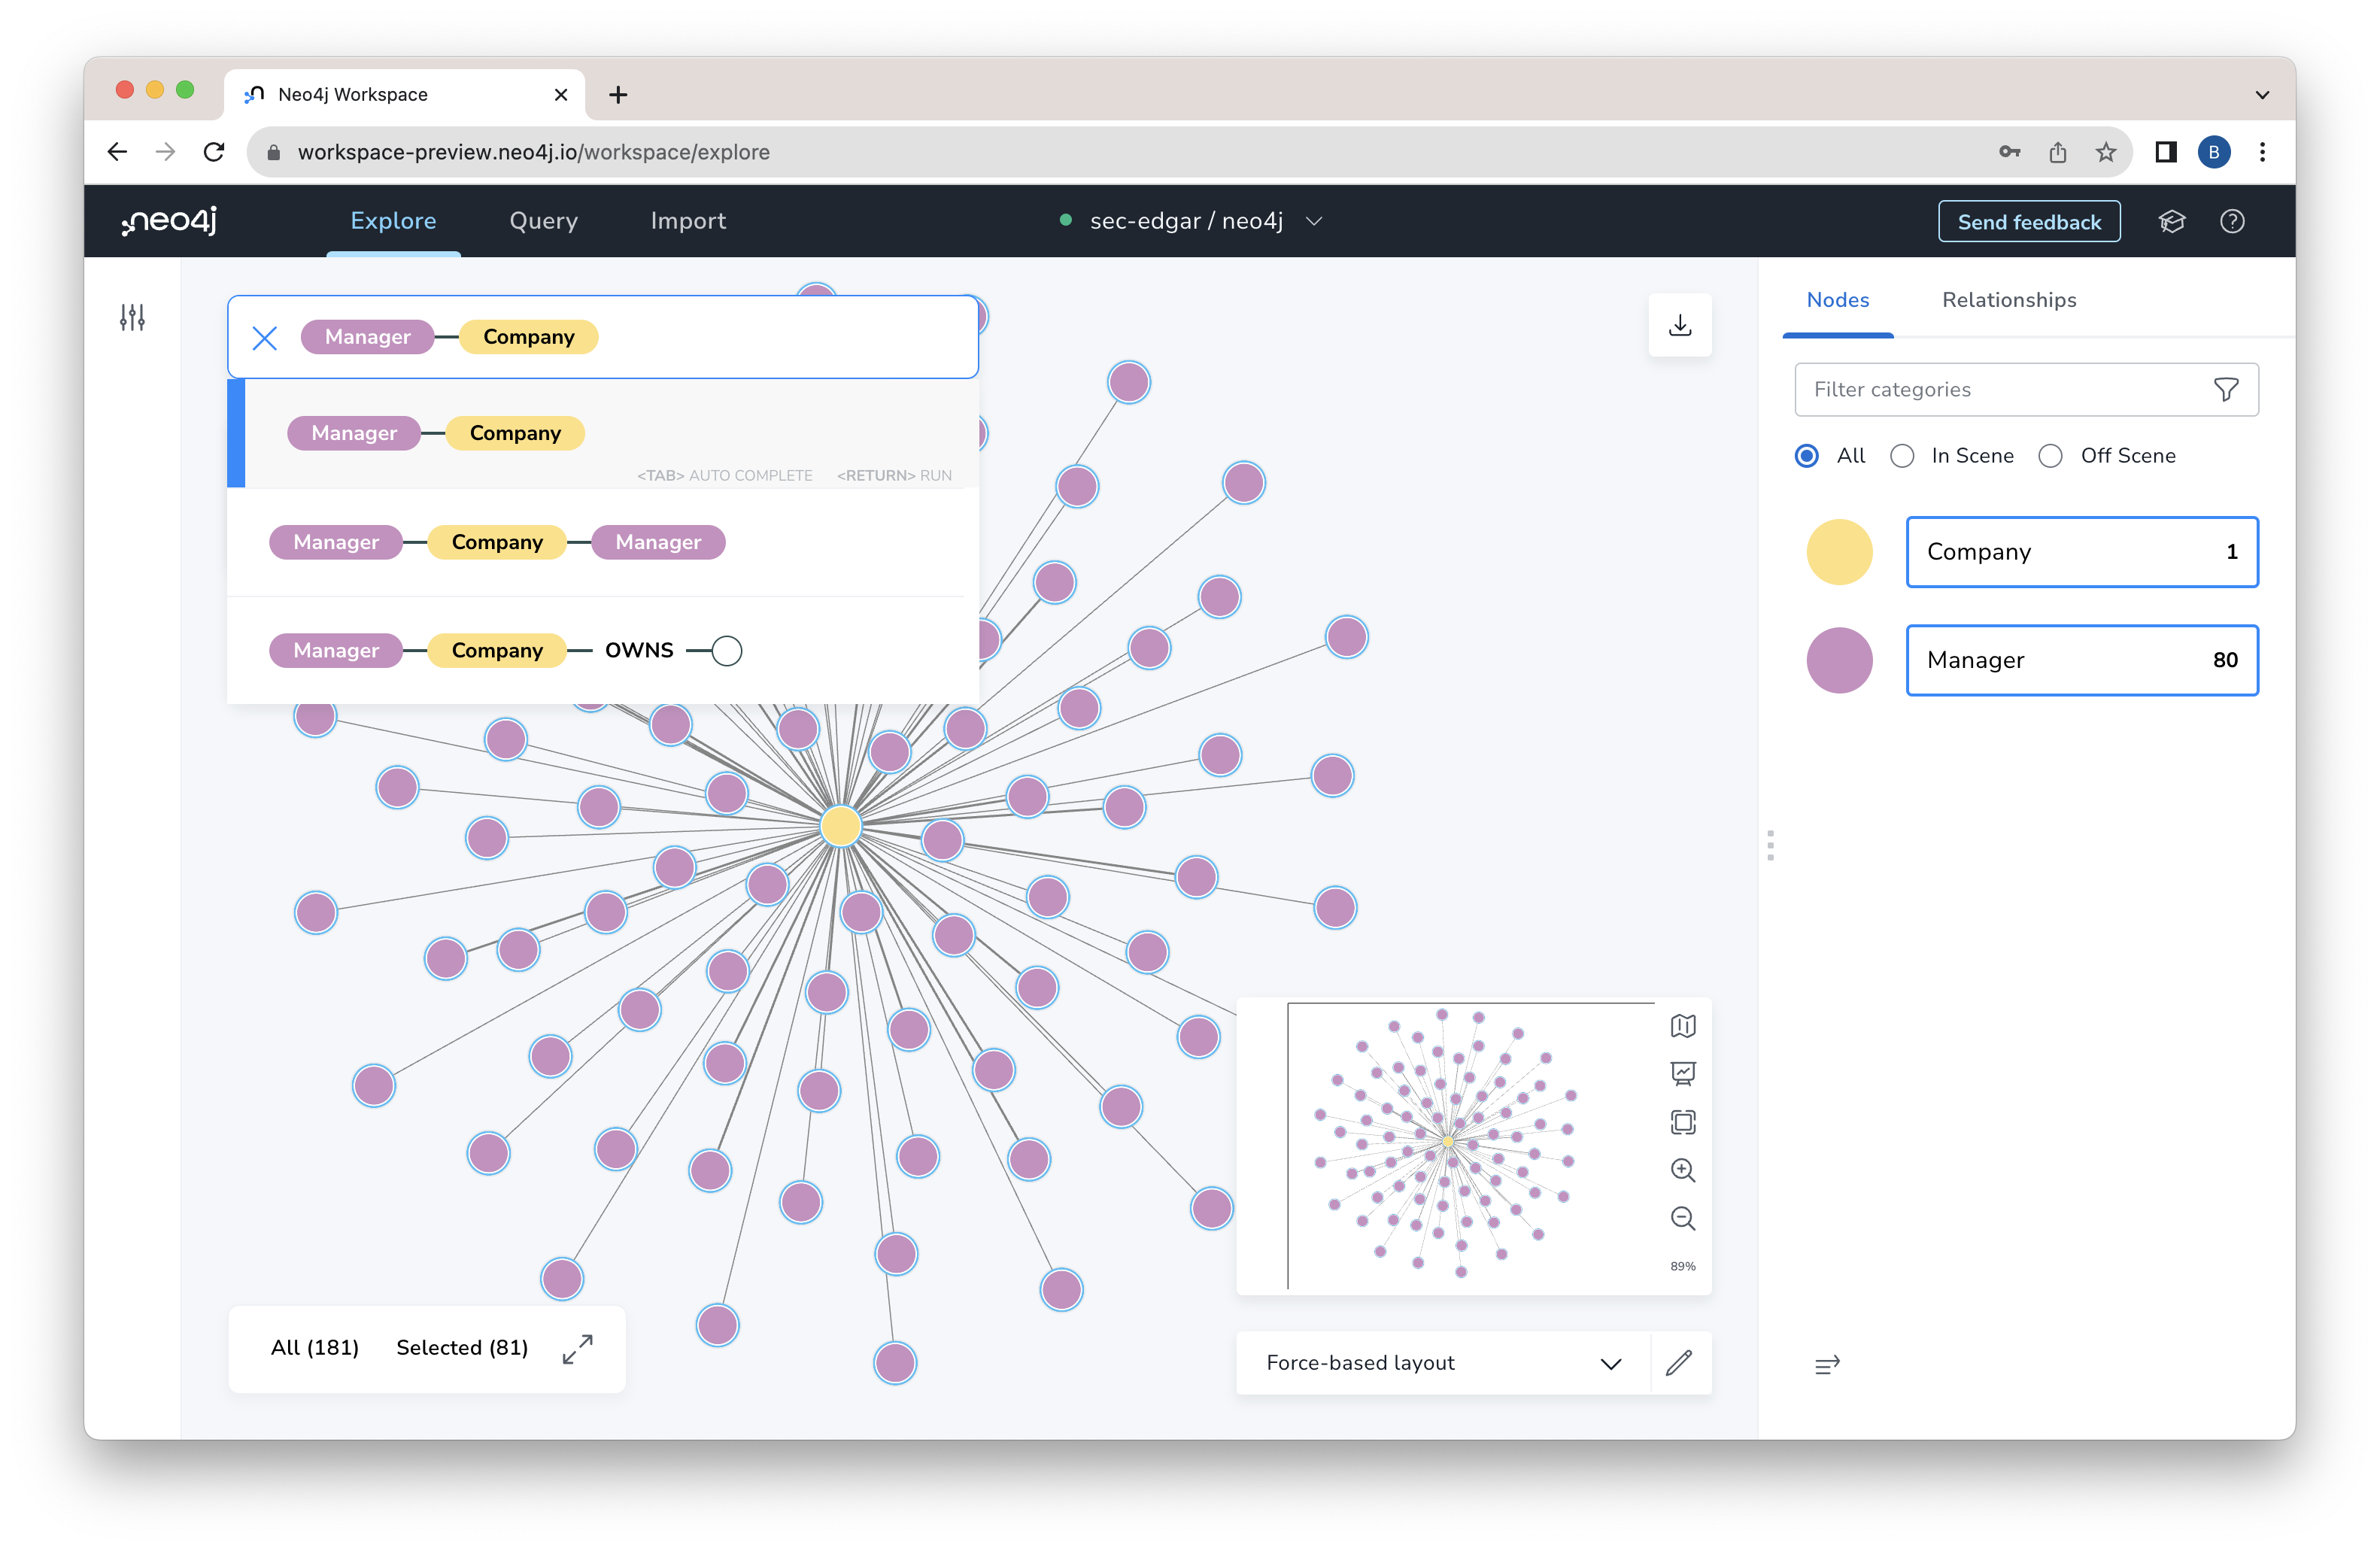 Neo4j Workspace
workspace-preview.neo4j.io/workspace/explore
B
neo4j
Explore
Query
Import
sec-edgar / neo4j
Send feedback
Manager
Company
Manager
Company
<TAB> AUTO COMPLETE <RETURN> RUN
Manager
Company
Manager
Manager
Company
OWNS
Nodes
Relationships
Filter categories
All
In Scene
Off Scene
Company 1
Manager 80
89%
All (181)
Selected (81)
Force-based layout